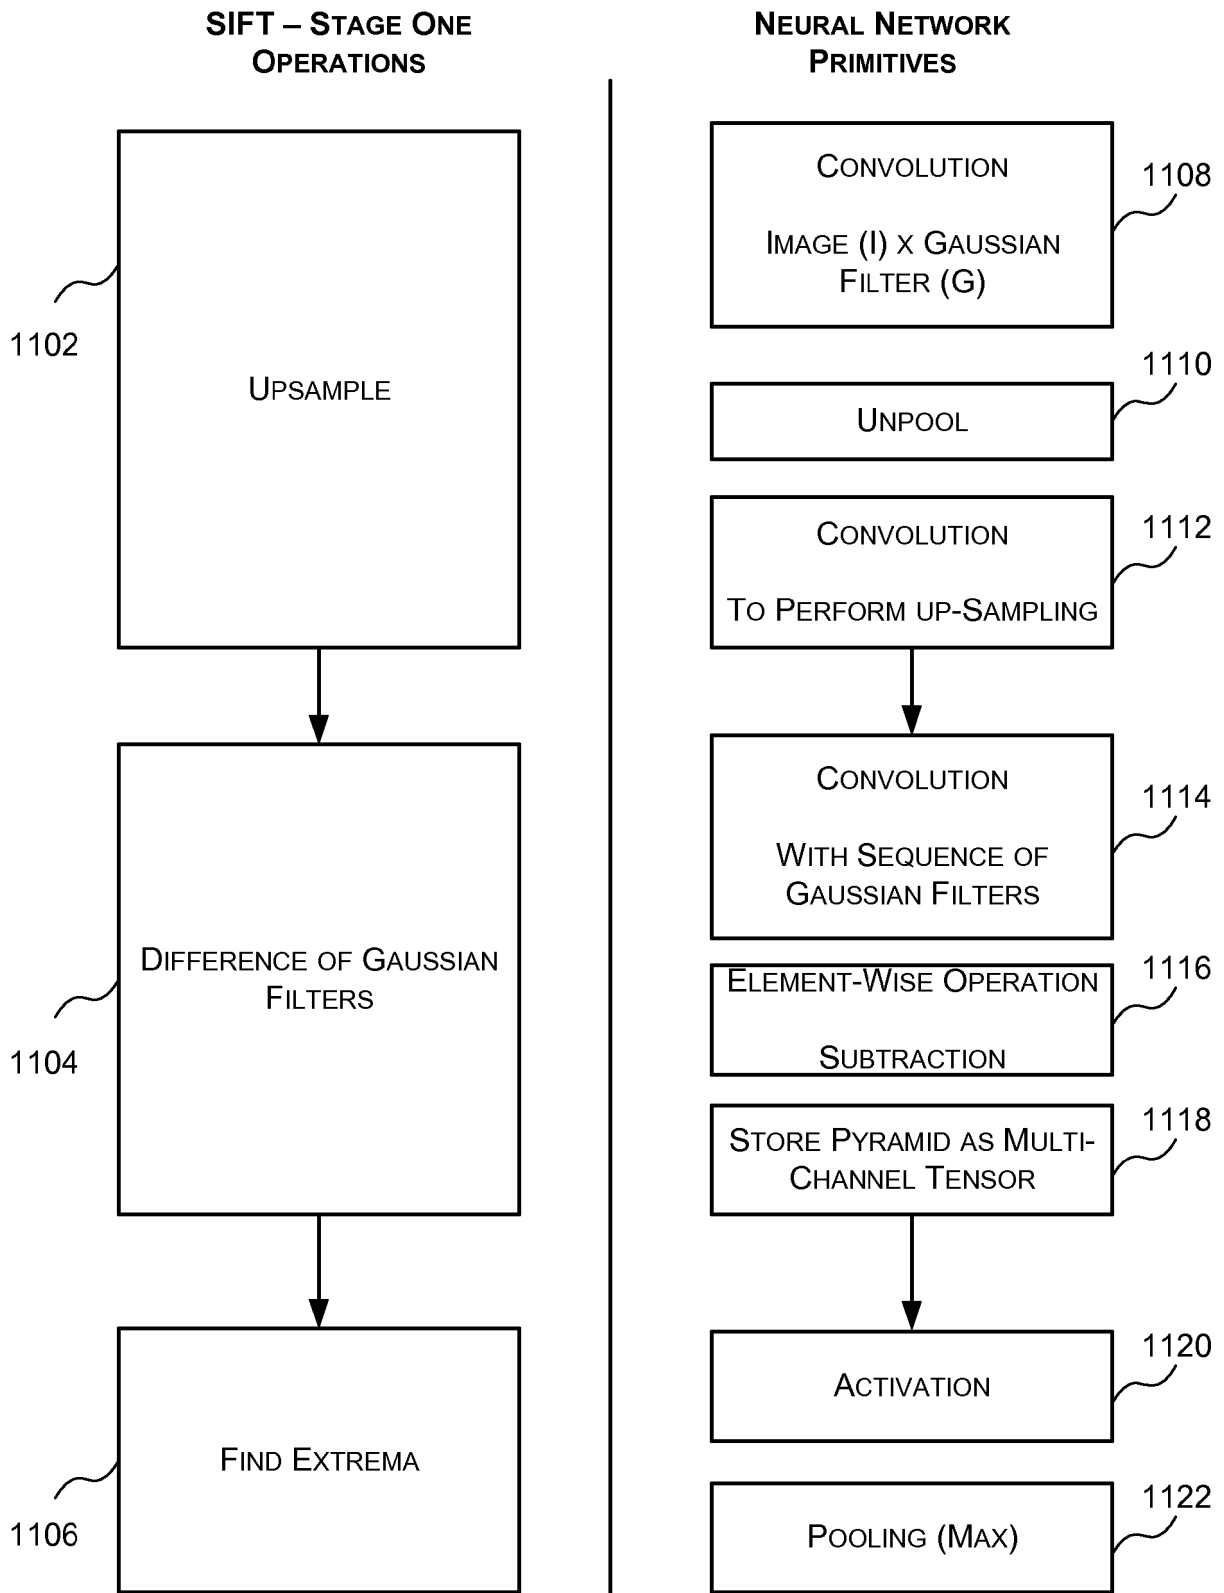 SIFT – STAGE ONE
OPERATIONS
1102
UPSAMPLE
1104
DIFFERENCE OF GAUSSIAN
FILTERS
1106
FIND EXTREMA
NEURAL NETWORK
PRIMITIVES
CONVOLUTION
IMAGE (I) X GAUSSIAN
FILTER (G)
1108
UNPOOL
1110
CONVOLUTION
TO PERFORM UP-SAMPLING
1112
CONVOLUTION
WITH SEQUENCE OF
GAUSSIAN FILTERS
1114
ELEMENT-WISE OPERATION
SUBTRACTION
1116
STORE PYRAMID AS MULTI-
CHANNEL TENSOR
1118
ACTIVATION
1120
POOLING (MAX)
1122